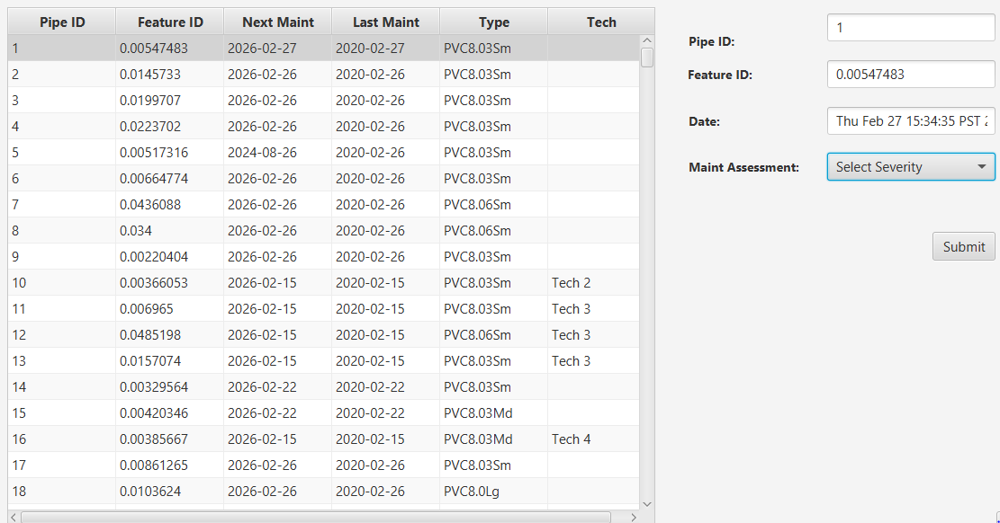 Pipe ID Feature ID Next Maint Last Maint Type Tech
1 0.00547483 2026-02-27 2020-02-27 PVC8.03Sm
2 0.0145733 2026-02-26 2020-02-26 PVC8.03Sm
3 0.0199707 2026-02-26 2020-02-26 PVC8.03Sm
4 0.0223702 2026-02-26 2020-02-26 PVC8.03Sm
5 0.00517316 2024-08-26 2020-02-26 PVC8.03Sm
6 0.00664774 2026-02-26 2020-02-26 PVC8.03Sm
7 0.0436088 2026-02-26 2020-02-26 PVC8.06Sm
8 0.034 2026-02-26 2020-02-26 PVC8.06Sm
9 0.00220404 2026-02-26 2020-02-26 PVC8.03Sm
10 0.00366053 2026-02-15 2020-02-15 PVC8.03Sm Tech 2
11 0.006965 2026-02-15 2020-02-15 PVC8.03Sm Tech 3
12 0.0485198 2026-02-15 2020-02-15 PVC8.06Sm Tech 3
13 0.0157074 2026-02-15 2020-02-15 PVC8.03Sm Tech 3
14 0.00329564 2026-02-22 2020-02-22 PVC8.03Sm
15 0.00420346 2026-02-22 2020-02-22 PVC8.03Md
16 0.00385667 2026-02-15 2020-02-15 PVC8.03Md Tech 4
17 0.00861265 2026-02-26 2020-02-26 PVC8.03Sm
18 0.0103624 2026-02-26 2020-02-26 PVC8.0Lg
Pipe ID: 1
Feature ID: 0.00547483
Date: Thu Feb 27 15:34:35 PST
Maint Assessment: Select Severity
Submit